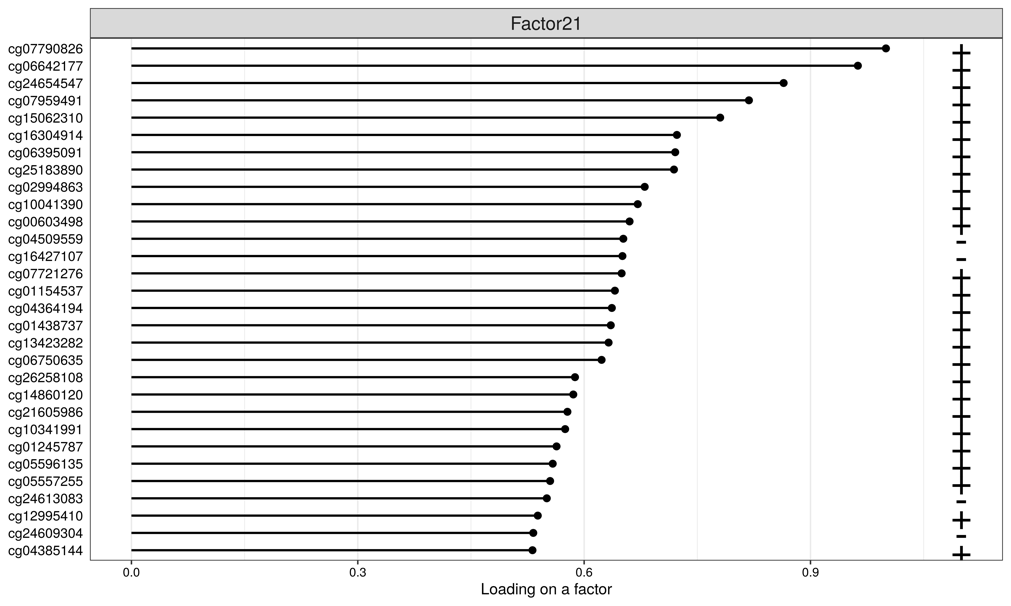 Factor21
cg07790826 +
cg06642177 +
cg24654547 +
cg07959491 +
cg15062310 +
cg16304914 +
cg06395091 +
cg25183890 +
cg02994863 +
cg10041390 +
cg00603498 +
cg04509559 -
cg16427107 -
cg07721276 +
cg01154537 +
cg04364194 +
cg01438737 +
cg13423282 +
cg06750635 +
cg26258108 +
cg14860120 +
cg21605986 +
cg10341991 +
cg01245787 +
cg05596135 +
cg05557255 +
cg24613083 -
cg12995410 +
cg24609304 -
cg04385144 +
0.0 0.3 0.6 0.9
Loading on a factor